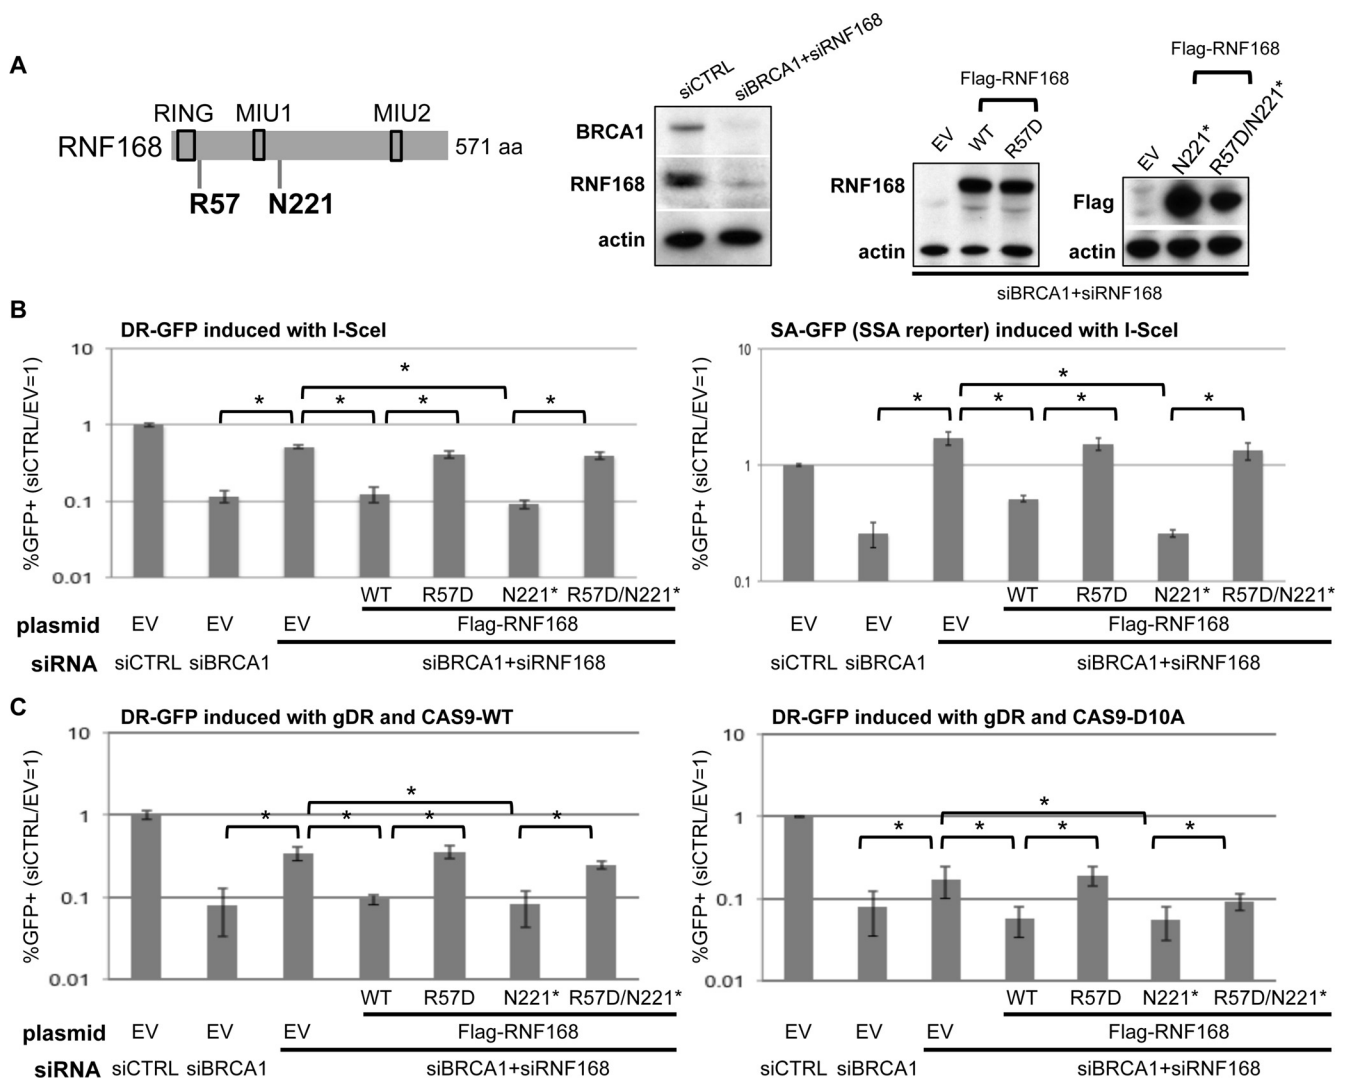 A
RING MIU1 MIU2
RNF168 571 aa
R57 N221
siCTRL
siBRCA1+siRNF168
BRCA1
RNF168
actin
Flag-RNF168
EV WT R57D
RNF168
actin
Flag-RNF168
EV N221* R57D/N221*
Flag
actin
siBRCA1+siRNF168
B
DR-GFP induced with I-SceI
%GFP+ (siCTRL/EV=1)
10
1
0.1
0.01
* * * * *
WT R57D N221* R57D/N221*
plasmid EV EV EV Flag-RNF168
siRNA siCTRL siBRCA1 siBRCA1+siRNF168
SA-GFP (SSA reporter) induced with I-SceI
%GFP+ (siCTRL/EV=1)
10
1
0.1
* * * * *
WT R57D N221* R57D/N221*
EV EV EV Flag-RNF168
siCTRL siBRCA1 siBRCA1+siRNF168
C
DR-GFP induced with gDR and CAS9-WT
%GFP+ (siCTRL/EV=1)
10
1
0.1
0.01
* * * * *
WT R57D N221* R57D/N221*
plasmid EV EV EV Flag-RNF168
siRNA siCTRL siBRCA1 siBRCA1+siRNF168
DR-GFP induced with gDR and CAS9-D10A
%GFP+ (siCTRL/EV=1)
10
1
0.1
0.01
* * * * *
WT R57D N221* R57D/N221*
EV EV EV Flag-RNF168
siCTRL siBRCA1 siBRCA1+siRNF168